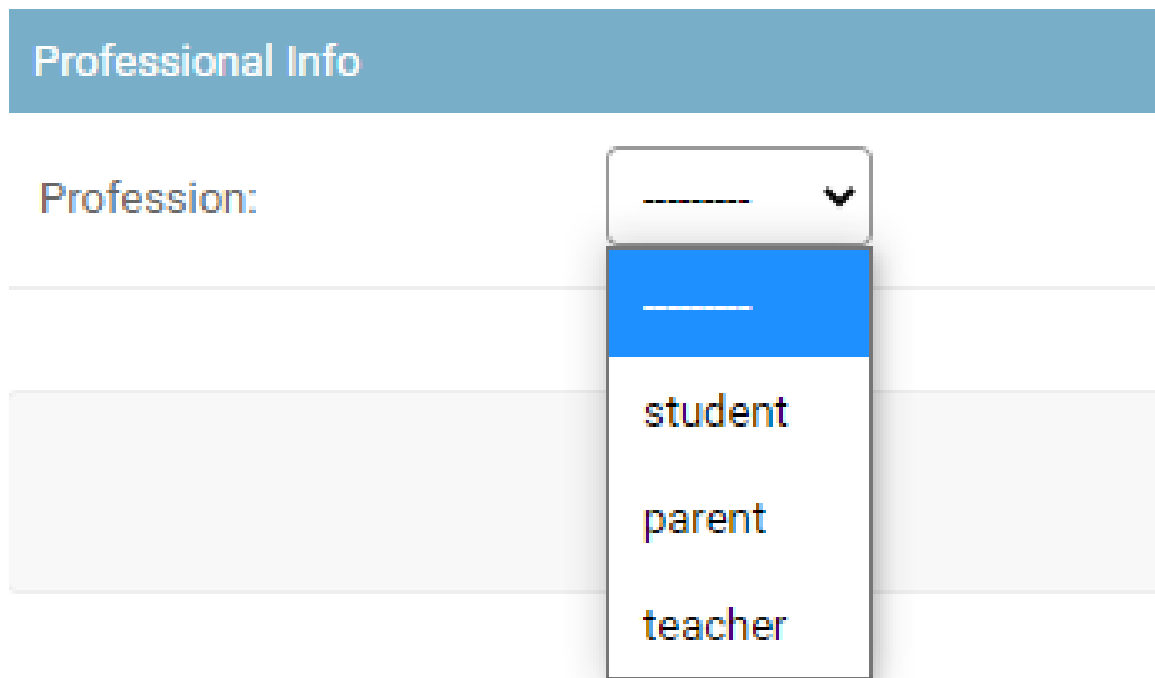 Professional Info
Profession:
---------
---------
student
parent
teacher